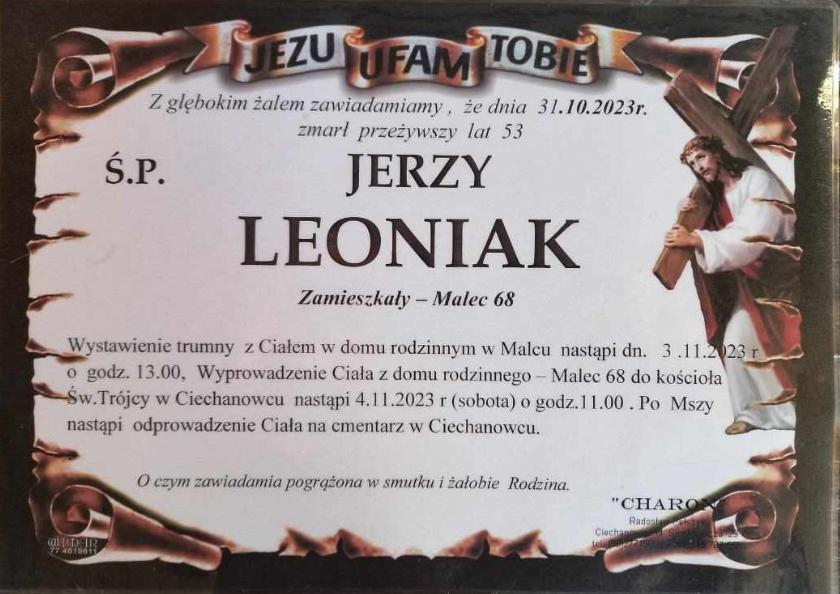 JEZU UFAM TOBIE
Z głębokim żalem zawiadamiamy , że dnia 31.10.2023r.
zmarł przeżywszy lat 53
Ś.P.
JERZY
LEONIAK
Zamieszkały – Malec 68
Wystawienie trumny z Ciałem w domu rodzinnym w Malcu nastąpi dn. 3 .11.2023 r
o godz. 13.00, Wyprowadzenie Ciała z domu rodzinnego – Malec 68 do kościoła
Św.Trójcy w Ciechanowcu nastąpi 4.11.2023 r (sobota) o godz.11.00 . Po Mszy
nastąpi odprowadzenie Ciała na cmentarz w Ciechanowcu.
O czym zawiadamia pogrążona w smutku i żałobie Rodzina.
"CHARON"
Radosław
Ciechanowiec
tel.